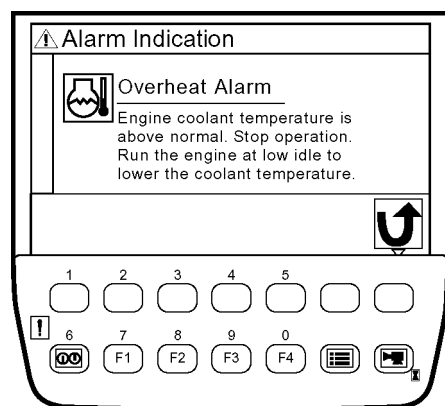 Alarm Indication
Overheat Alarm
Engine coolant temperature is
above normal. Stop operation.
Run the engine at low idle to
lower the coolant temperature.
1 2 3 4 5
6 7 8 9 0
F1 F2 F3 F4